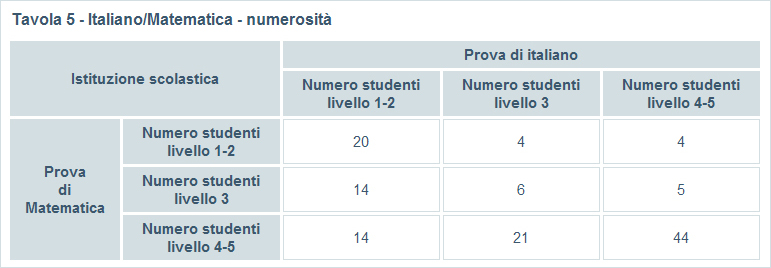 Tavola 5 - Italiano/Matematica - numerosità
Istituzione scolastica
Prova di italiano
Numero studenti
livello 1-2
Numero studenti
livello 3
Numero studenti
livello 4-5
Prova
di
Matematica
Numero studenti
livello 1-2
20 4 4
Numero studenti
livello 3
14 6 5
Numero studenti
livello 4-5
14 21 44